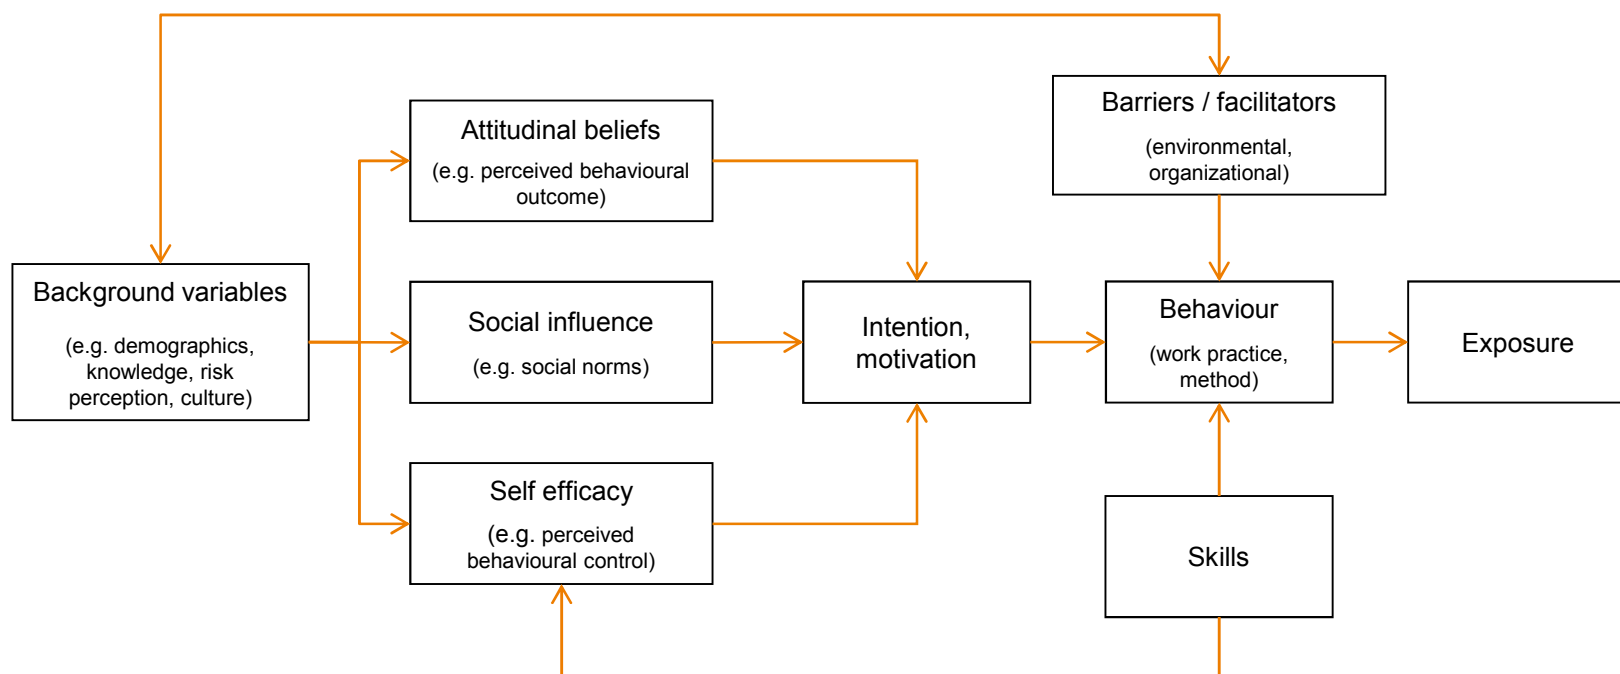 Background variables
(e.g. demographics,
knowledge, risk
perception, culture)
Attitudinal beliefs
(e.g. perceived behavioural
outcome)
Social influence
(e.g. social norms)
Self efficacy
(e.g. perceived
behavioural control)
Intention,
motivation
Barriers / facilitators
(environmental,
organizational)
Behaviour
(work practice,
method)
Skills
Exposure